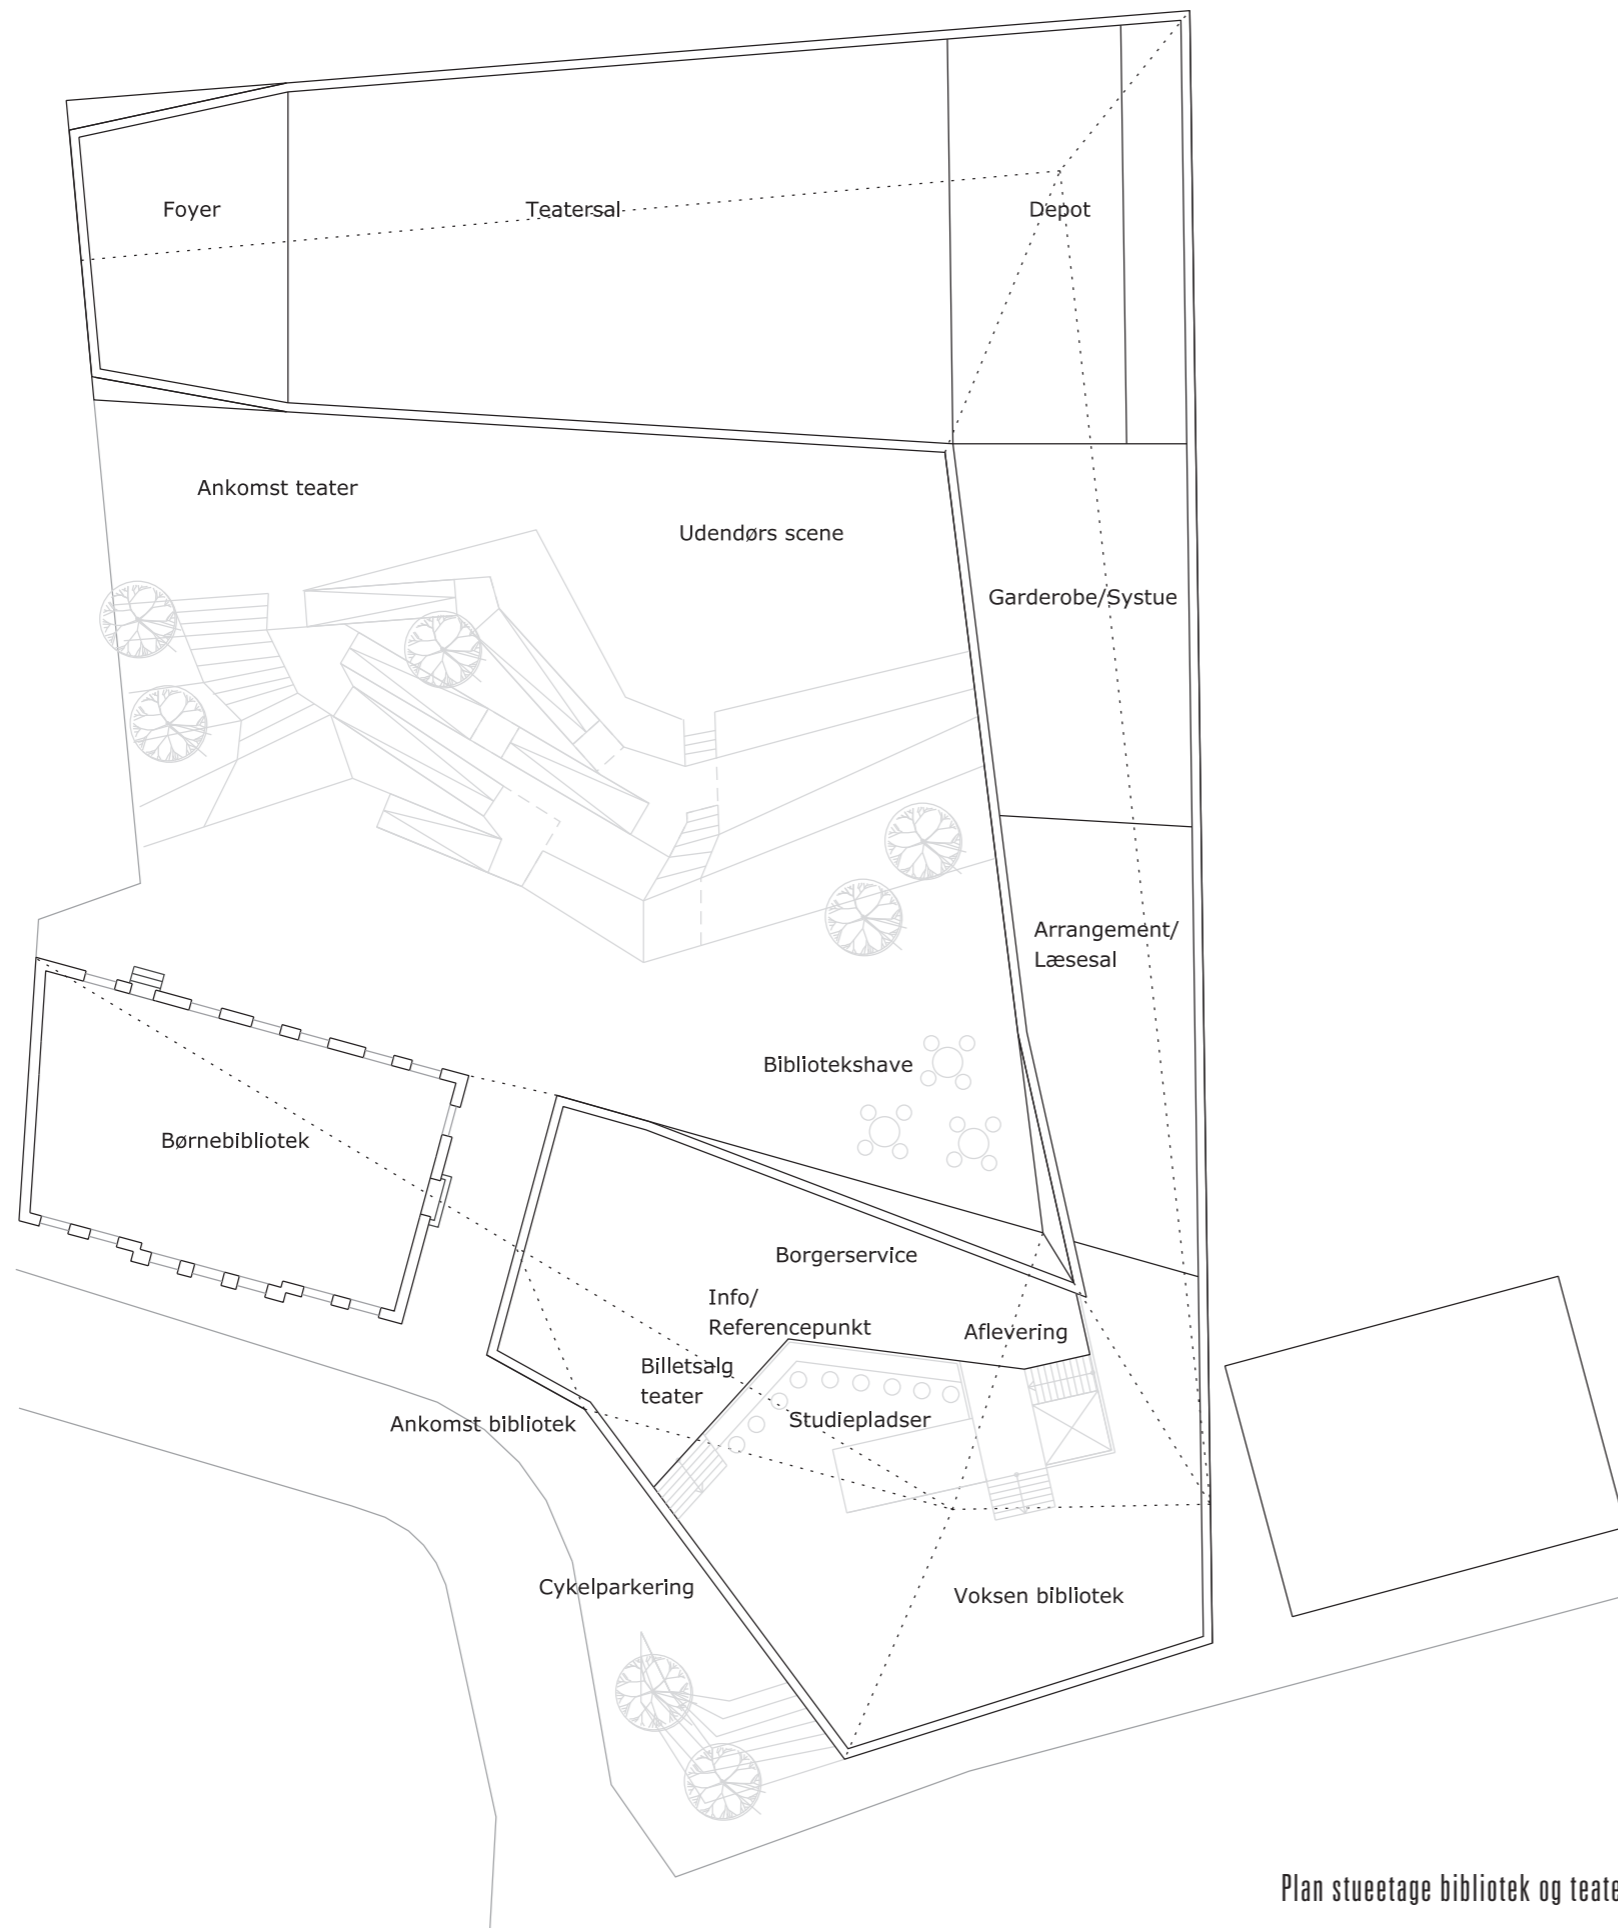 Foyer
Teatersal
Depot
Ankomst teater
Udendørs scene
Garderobe/Systue
Arrangement/
Læsesal
Bibliotekshave
Børnebibliotek
Borgerservice
Info/
Referencepunkt
Aflevering
Billetsalg
teater
Studiepladser
Ankomst bibliotek
Cykelparkering
Voksen bibliotek
Plan stueetage bibliotek og teate